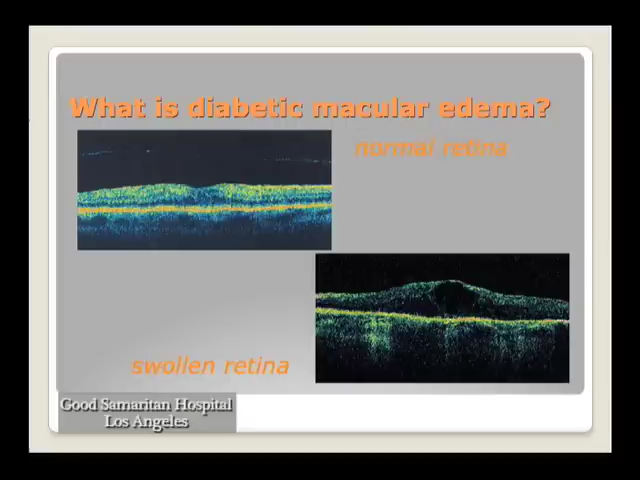 What is diabetic macular edema?
normal retina
swollen retina
Good Samaritan Hospital
Los Angeles